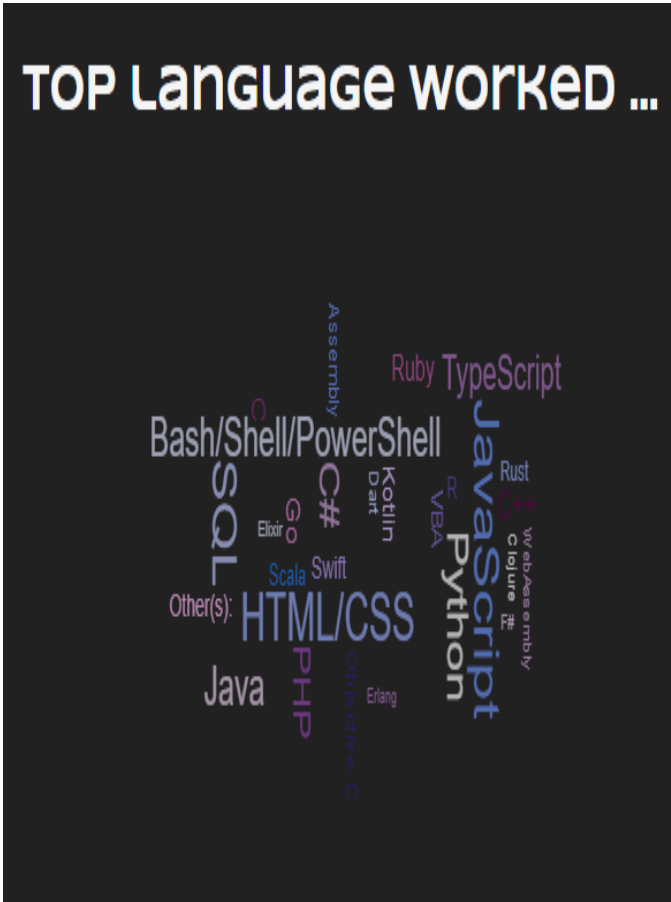 TOP Language Worked ...
Assembly
Ruby
TypeScript
C
Bash/Shell/PowerShell
JavaScript
SQL
C#
Kotlin
Dart
R
Rust
VBA
C++
Go
Elixir
Python
Clojure
WebAssembly
Scala
Swift
Other(s):
HTML/CSS
F#
Java
PHP
Objective-C
Erlang